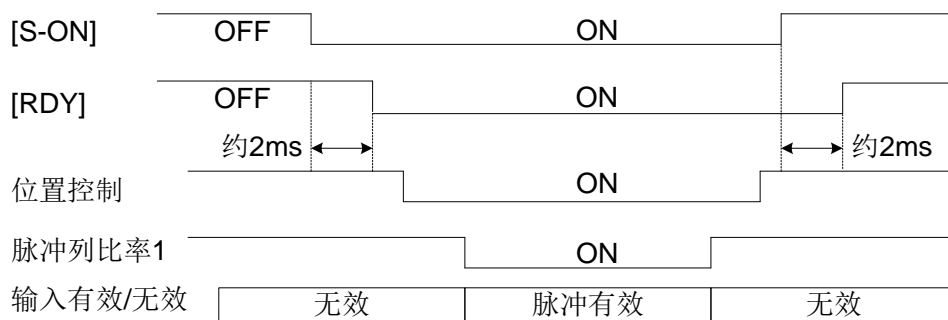 [S-ON] OFF ON
[RDY] OFF ON
约2ms 约2ms
位置控制 ON
脉冲列比率1 ON
输入有效/无效 无效 脉冲有效 无效